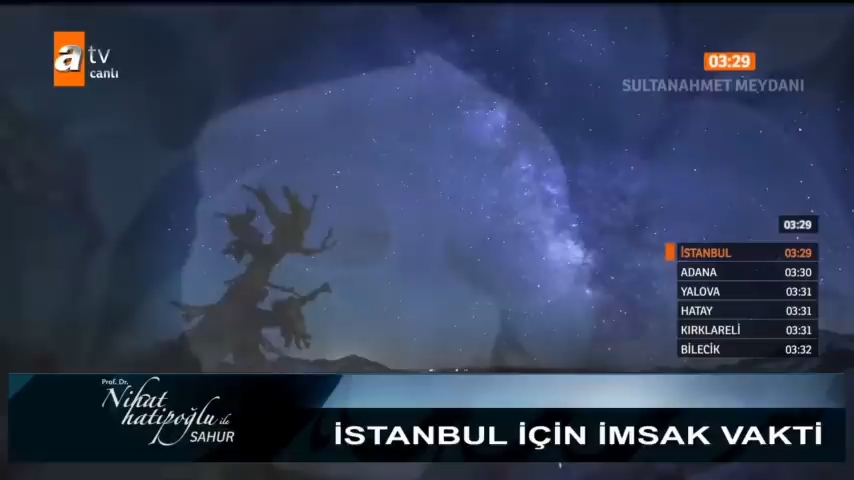 atv
canlı
03:29
SULTANAHMET MEYDANI
03:29
İSTANBUL 03:29
ADANA 03:30
YALOVA 03:31
HATAY 03:31
KIRKLARELİ 03:31
BİLECİK 03:32
Prof. Dr.
Nihat
hatipoğlu ile
SAHUR
İSTANBUL İÇİN İMSAK VAKTİ